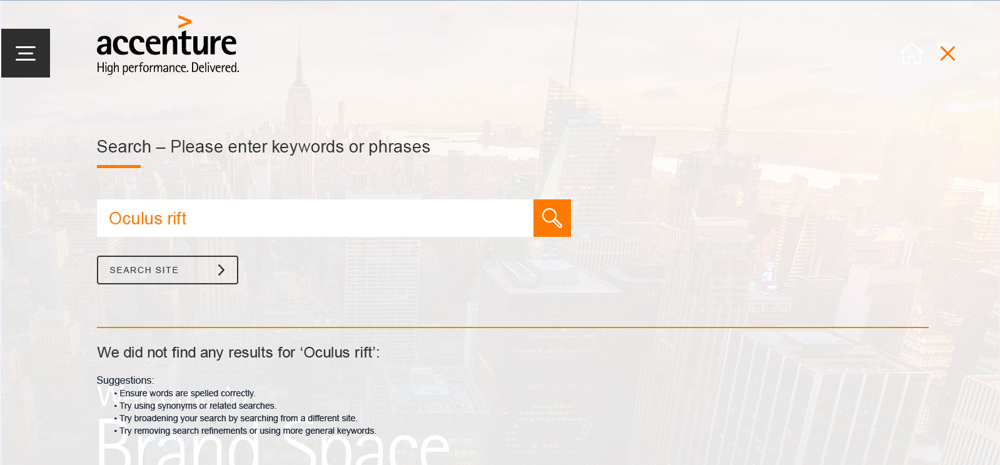 accenture
High performance. Delivered.
Search – Please enter keywords or phrases
Oculus rift
SEARCH SITE
We did not find any results for ‘Oculus rift’:
Suggestions:
• Ensure words are spelled correctly.
• Try using synonyms or related searches.
• Try broadening your search by searching from a different site.
• Try removing search refinements or using more general keywords.
Welcome to
Brand Space